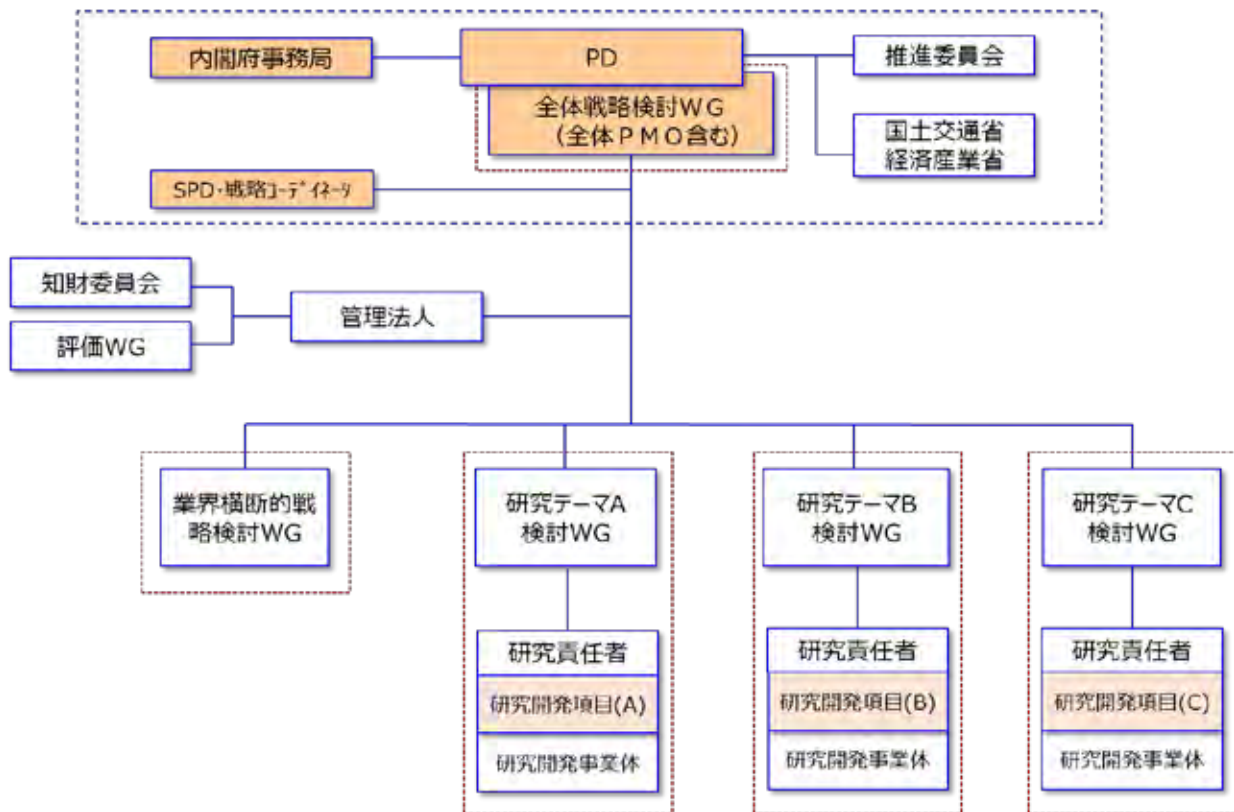 内閣府事務局
PD
推進委員会
全体戦略検討WG
（全体PMO含む）
国土交通省
経済産業省
SPD・戦略ｺｰﾃﾞｨﾈｰﾀ
知財委員会
評価WG
管理法人
業界横断的戦
略検討WG
研究テーマA
検討WG
研究テーマB
検討WG
研究テーマC
検討WG
研究責任者
研究開発項目(A)
研究開発事業体
研究責任者
研究開発項目(B)
研究開発事業体
研究責任者
研究開発項目(C)
研究開発事業体